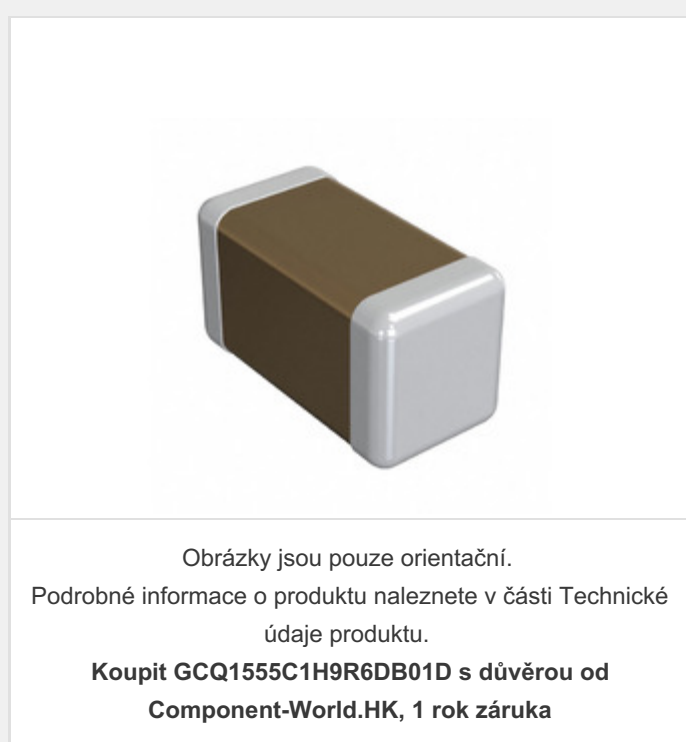 Obrázky jsou pouze orientační.
Podrobné informace o produktu naleznete v části Technické
údaje produktu.
Koupit GCQ1555C1H9R6DB01D s důvěrou od
Component-World.HK, 1 rok záruka